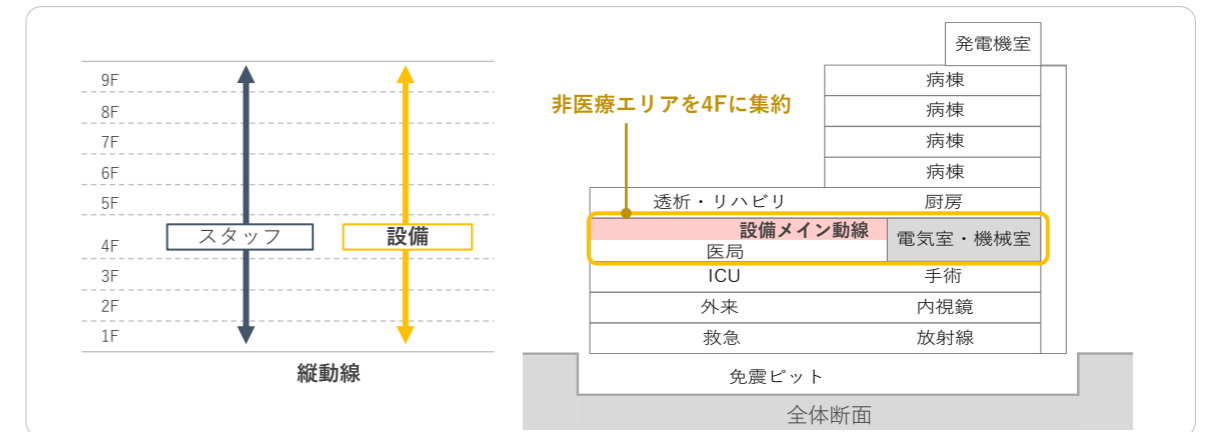 9F
8F
7F
6F
5F
4F
3F
2F
1F
スタッフ
設備
縦動線
非医療エリアを4Fに集約
発電機室
病棟
病棟
病棟
病棟
透析・リハビリ 厨房
設備メイン動線
医局
電気室・機械室
ICU 手術
外来 内視鏡
救急 放射線
免震ピット
全体断面